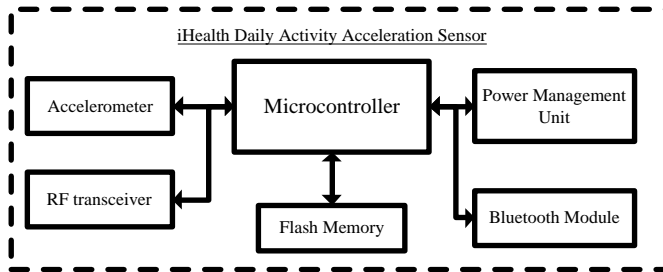 iHealth Daily Activity Acceleration Sensor
Accelerometer
Microcontroller
Power Management
Unit
RF transceiver
Flash Memory
Bluetooth Module